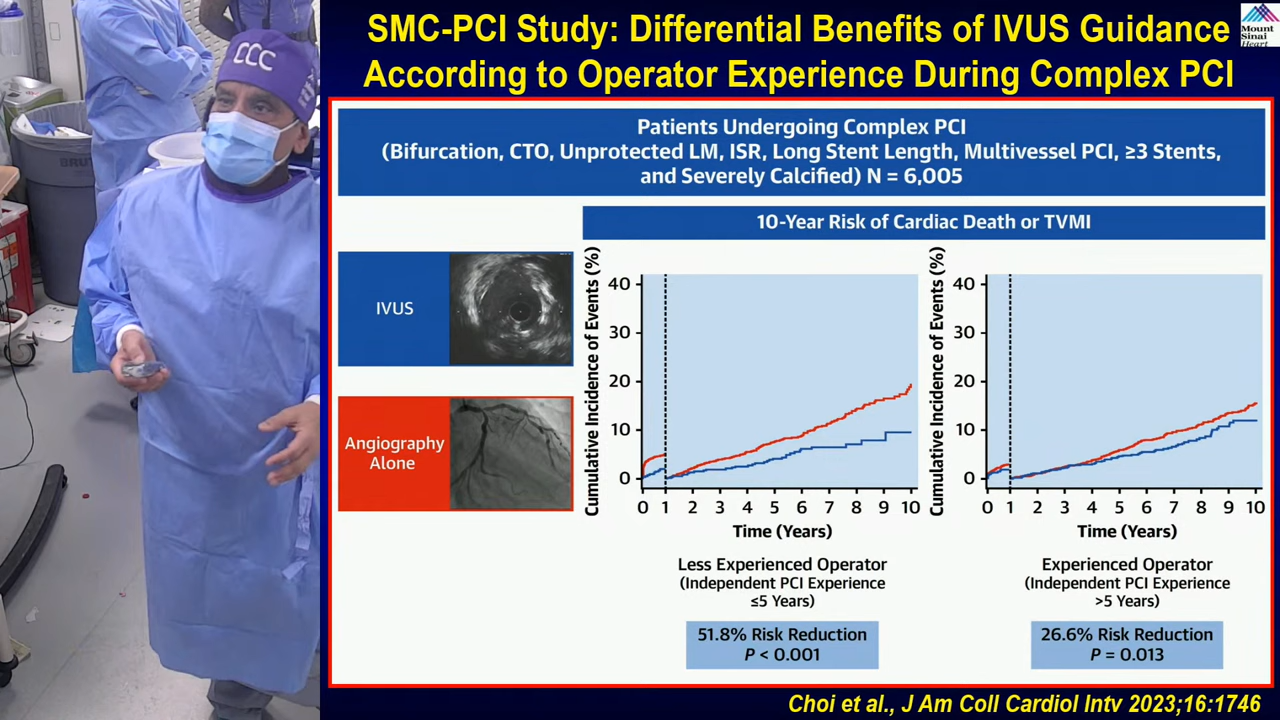 SMC-PCI Study: Differential Benefits of IVUS Guidance
According to Operator Experience During Complex PCI
Mount
Sinai
Heart
CCC
Patients Undergoing Complex PCI
(Bifurcation, CTO, Unprotected LM, ISR, Long Stent Length, Multivessel PCI, ≥3 Stents,
and Severely Calcified) N = 6,005
10-Year Risk of Cardiac Death or TVMI
IVUS
Angiography
Alone
Cumulative Incidence of Events (%)
40
30
20
10
0
0 1 2 3 4 5 6 7 8 9 10
Time (Years)
Less Experienced Operator
(Independent PCI Experience
≤5 Years)
51.8% Risk Reduction
P < 0.001
Cumulative Incidence of Events (%)
40
30
20
10
0
0 1 2 3 4 5 6 7 8 9 10
Time (Years)
Experienced Operator
(Independent PCI Experience
>5 Years)
26.6% Risk Reduction
P = 0.013
Choi et al., J Am Coll Cardiol Intv 2023;16:1746